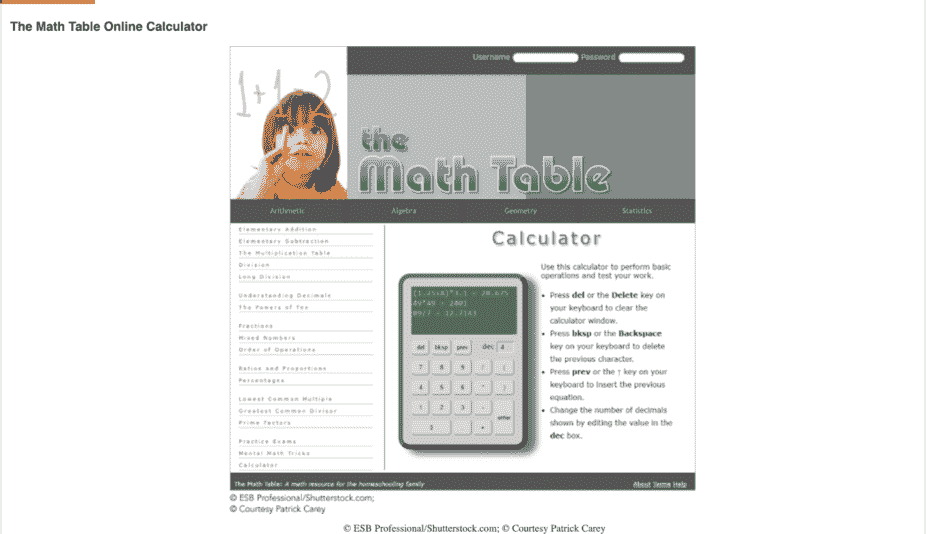 The Math Table Online Calculator
Username Password
1+1=2
the
Math Table
Arithmetic Algebra Geometry Statistics
Elementary Addition
Elementary Subtraction
The Multiplication Table
Division
Long Division
Understanding Decimals
The Powers of Ten
Fractions
Mixed Numbers
Order of Operations
Ratios and Proportions
Percentages
Lowest Common Multiple
Greatest Common Divisor
Prime Factors
Practice Exams
Mental Math Tricks
Calculator
Calculator
Use this calculator to perform basic
operations and test your work.
• Press del or the Delete key on
your keyboard to clear the
calculator window.
• Press bksp or the Backspace
key on your keyboard to delete
the previous character.
• Press prev or the ↑ key on your
keyboard to insert the previous
equation.
• Change the number of decimals
shown by editing the value in the
dec box.
49*49 = 2401
89/7 = 12.7143
del bksp prev dec 4
7 8 9
4 5 6
1 2 3
enter
The Math Table: A math resource for the homeschooling family
About Terms Help
© ESB Professional/Shutterstock.com;
© Courtesy Patrick Carey
© ESB Professional/Shutterstock.com; © Courtesy Patrick Carey